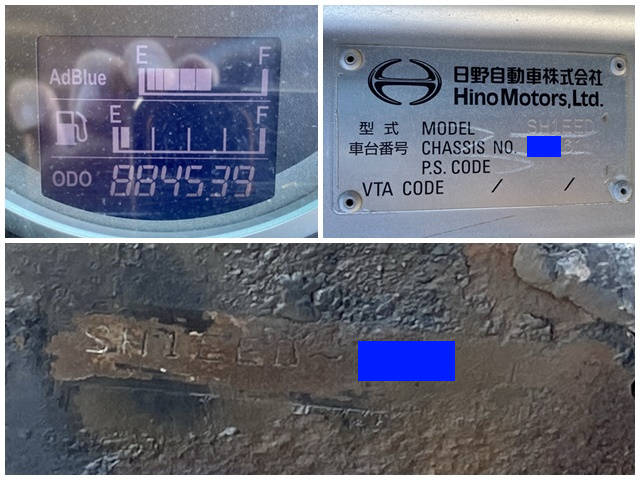 E F
AdBlue
E F
ODO 884539
日野自動車株式会社
Hino Motors, Ltd.
型式 MODEL SH1EED
車台番号 CHASSIS NO.
P.S. CODE
VTA CODE / /
SH1EED-